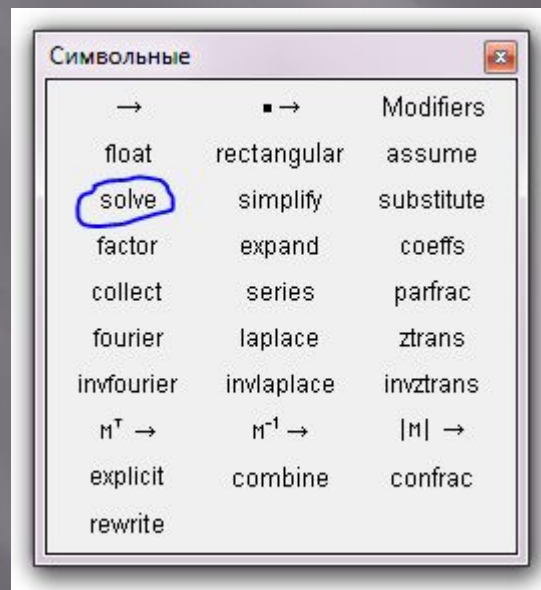 Символьные
→ ▪ → Modifiers
float rectangular assume
solve simplify substitute
factor expand coeffs
collect series parfrac
fourier laplace ztrans
invfourier invlaplace invztrans
Mᵀ → M⁻¹ → |M| →
explicit combine confrac
rewrite